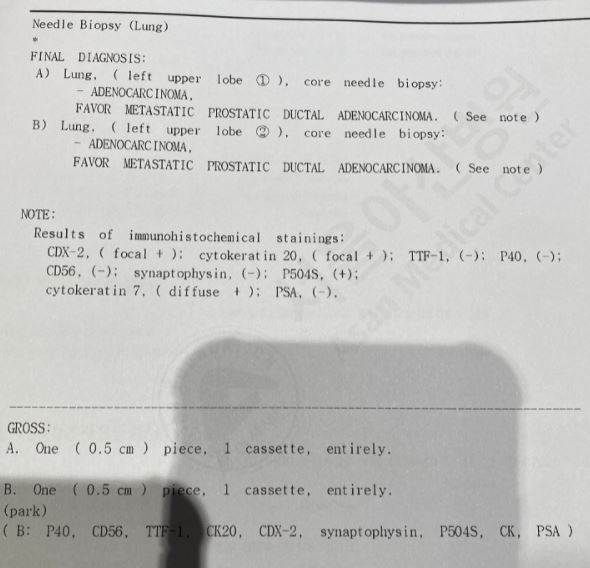 Needle Biopsy (Lung)
*
FINAL DIAGNOSIS:
A) Lung, ( left upper lobe ① ), core needle biopsy:
- ADENOCARCINOMA,
FAVOR METASTATIC PROSTATIC DUCTAL ADENOCARCINOMA. ( See note )
B) Lung, ( left upper lobe ② ), core needle biopsy:
- ADENOCARCINOMA,
FAVOR METASTATIC PROSTATIC DUCTAL ADENOCARCINOMA. ( See note )
NOTE:
Results of immunohistochemical stainings:
CDX-2, ( focal + ); cytokeratin 20, ( focal + ); TTF-1, (-); P40, (-);
CD56, (-); synaptophysin, (-); P504S, (+);
cytokeratin 7, ( diffuse + ); PSA, (-).
GROSS:
A. One ( 0.5 cm ) piece, 1 cassette, entirely.
B. One ( 0.5 cm ) piece, 1 cassette, entirely.
(park)
( B: P40, CD56, TTF-1, CK20, CDX-2, synaptophysin, P504S, CK, PSA )
Asan Medical Center